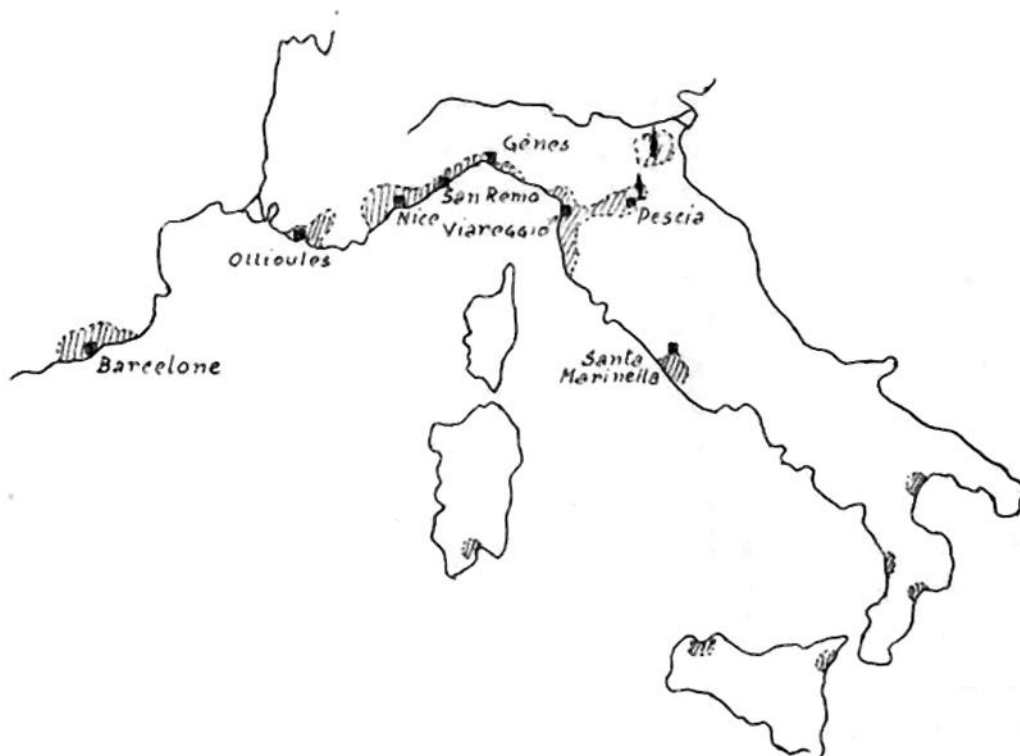 Gênes
San Remo
Nice
Viareggio
Pescia
Ollioules
Barcelone
Santa
Marinella